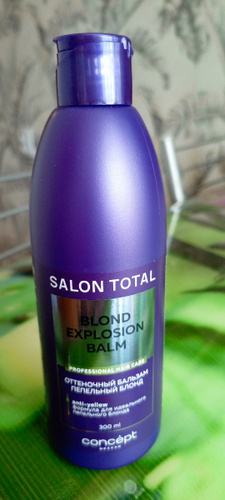 SALON TOTAL
BLOND
EXPLOSION
BALM
PROFESSIONAL HAIR CARE
ОТТЕНОЧНЫЙ БАЛЬЗАМ
ПЕПЕЛЬНЫЙ БЛОНД
anti-yellow
формула для идеального
пепельного блонда
300 ml
concépt